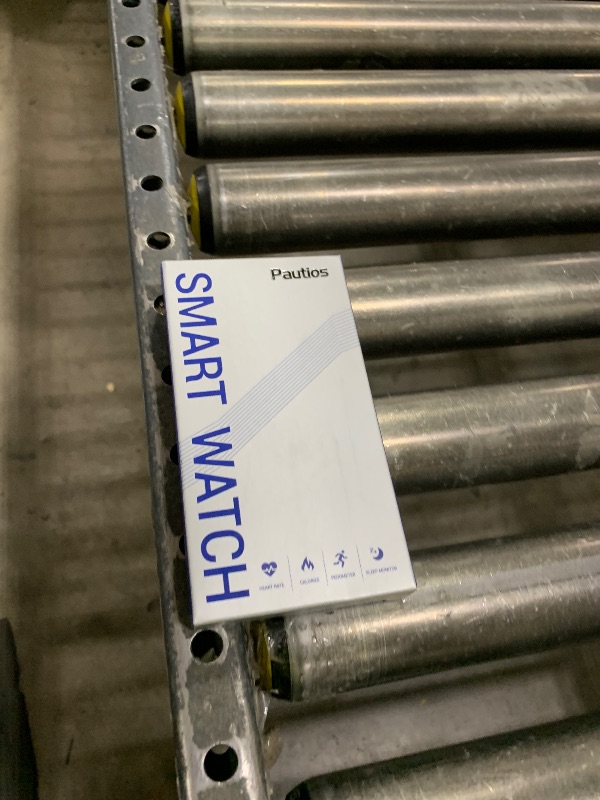 Pautios
SMART WATCH
HEART RATE
CALORIES
PEDOMETER
SLEEP MONITOR